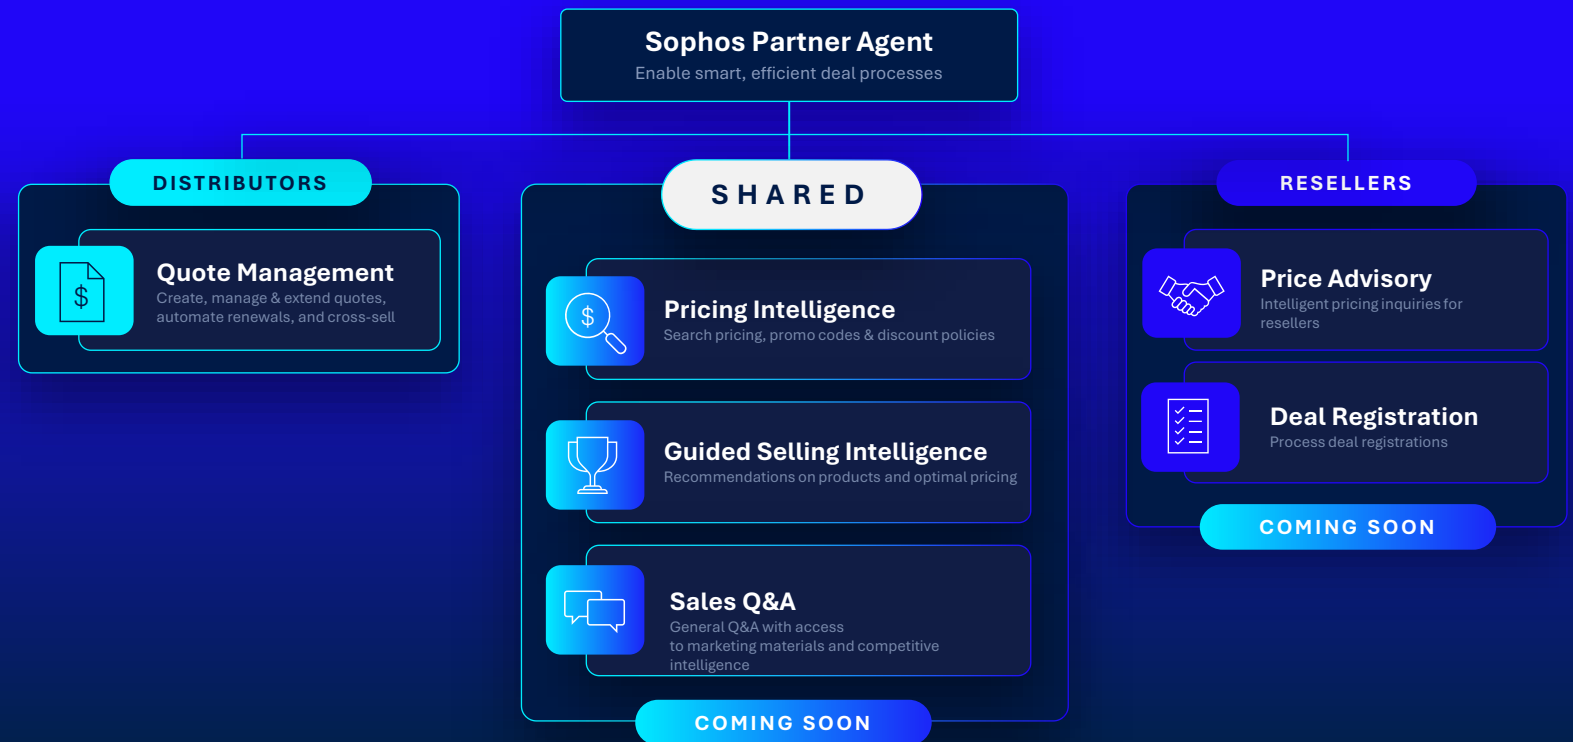 Sophos Partner Agent
Enable smart, efficient deal processes
DISTRIBUTORS
$
Quote Management
Create, manage & extend quotes,
automate renewals, and cross-sell
SHARED
$
Pricing Intelligence
Search pricing, promo codes & discount policies
Guided Selling Intelligence
Recommendations on products and optimal pricing
Sales Q&A
General Q&A with access
to marketing materials and competitive
intelligence
COMING SOON
RESELLERS
Price Advisory
Intelligent pricing inquiries for
resellers
Deal Registration
Process deal registrations
COMING SOON